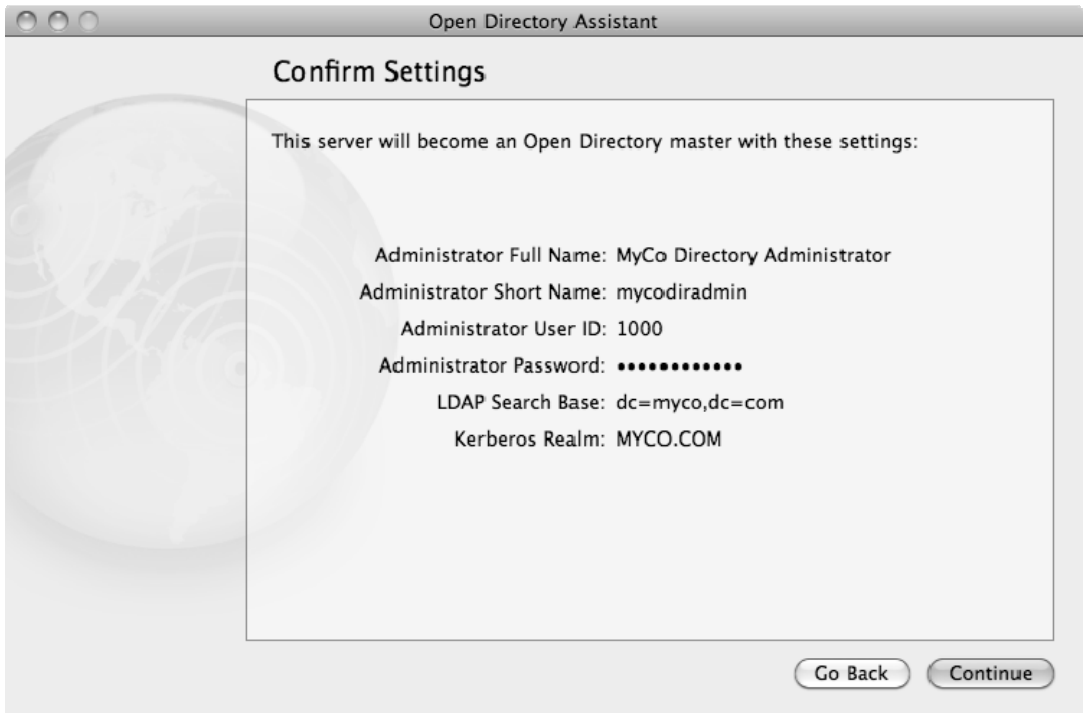 Open Directory Assistant
Confirm Settings
This server will become an Open Directory master with these settings:
Administrator Full Name: MyCo Directory Administrator
Administrator Short Name: mycodiradmin
Administrator User ID: 1000
Administrator Password: ••••••••••••
LDAP Search Base: dc=myco,dc=com
Kerberos Realm: MYCO.COM
Go Back Continue